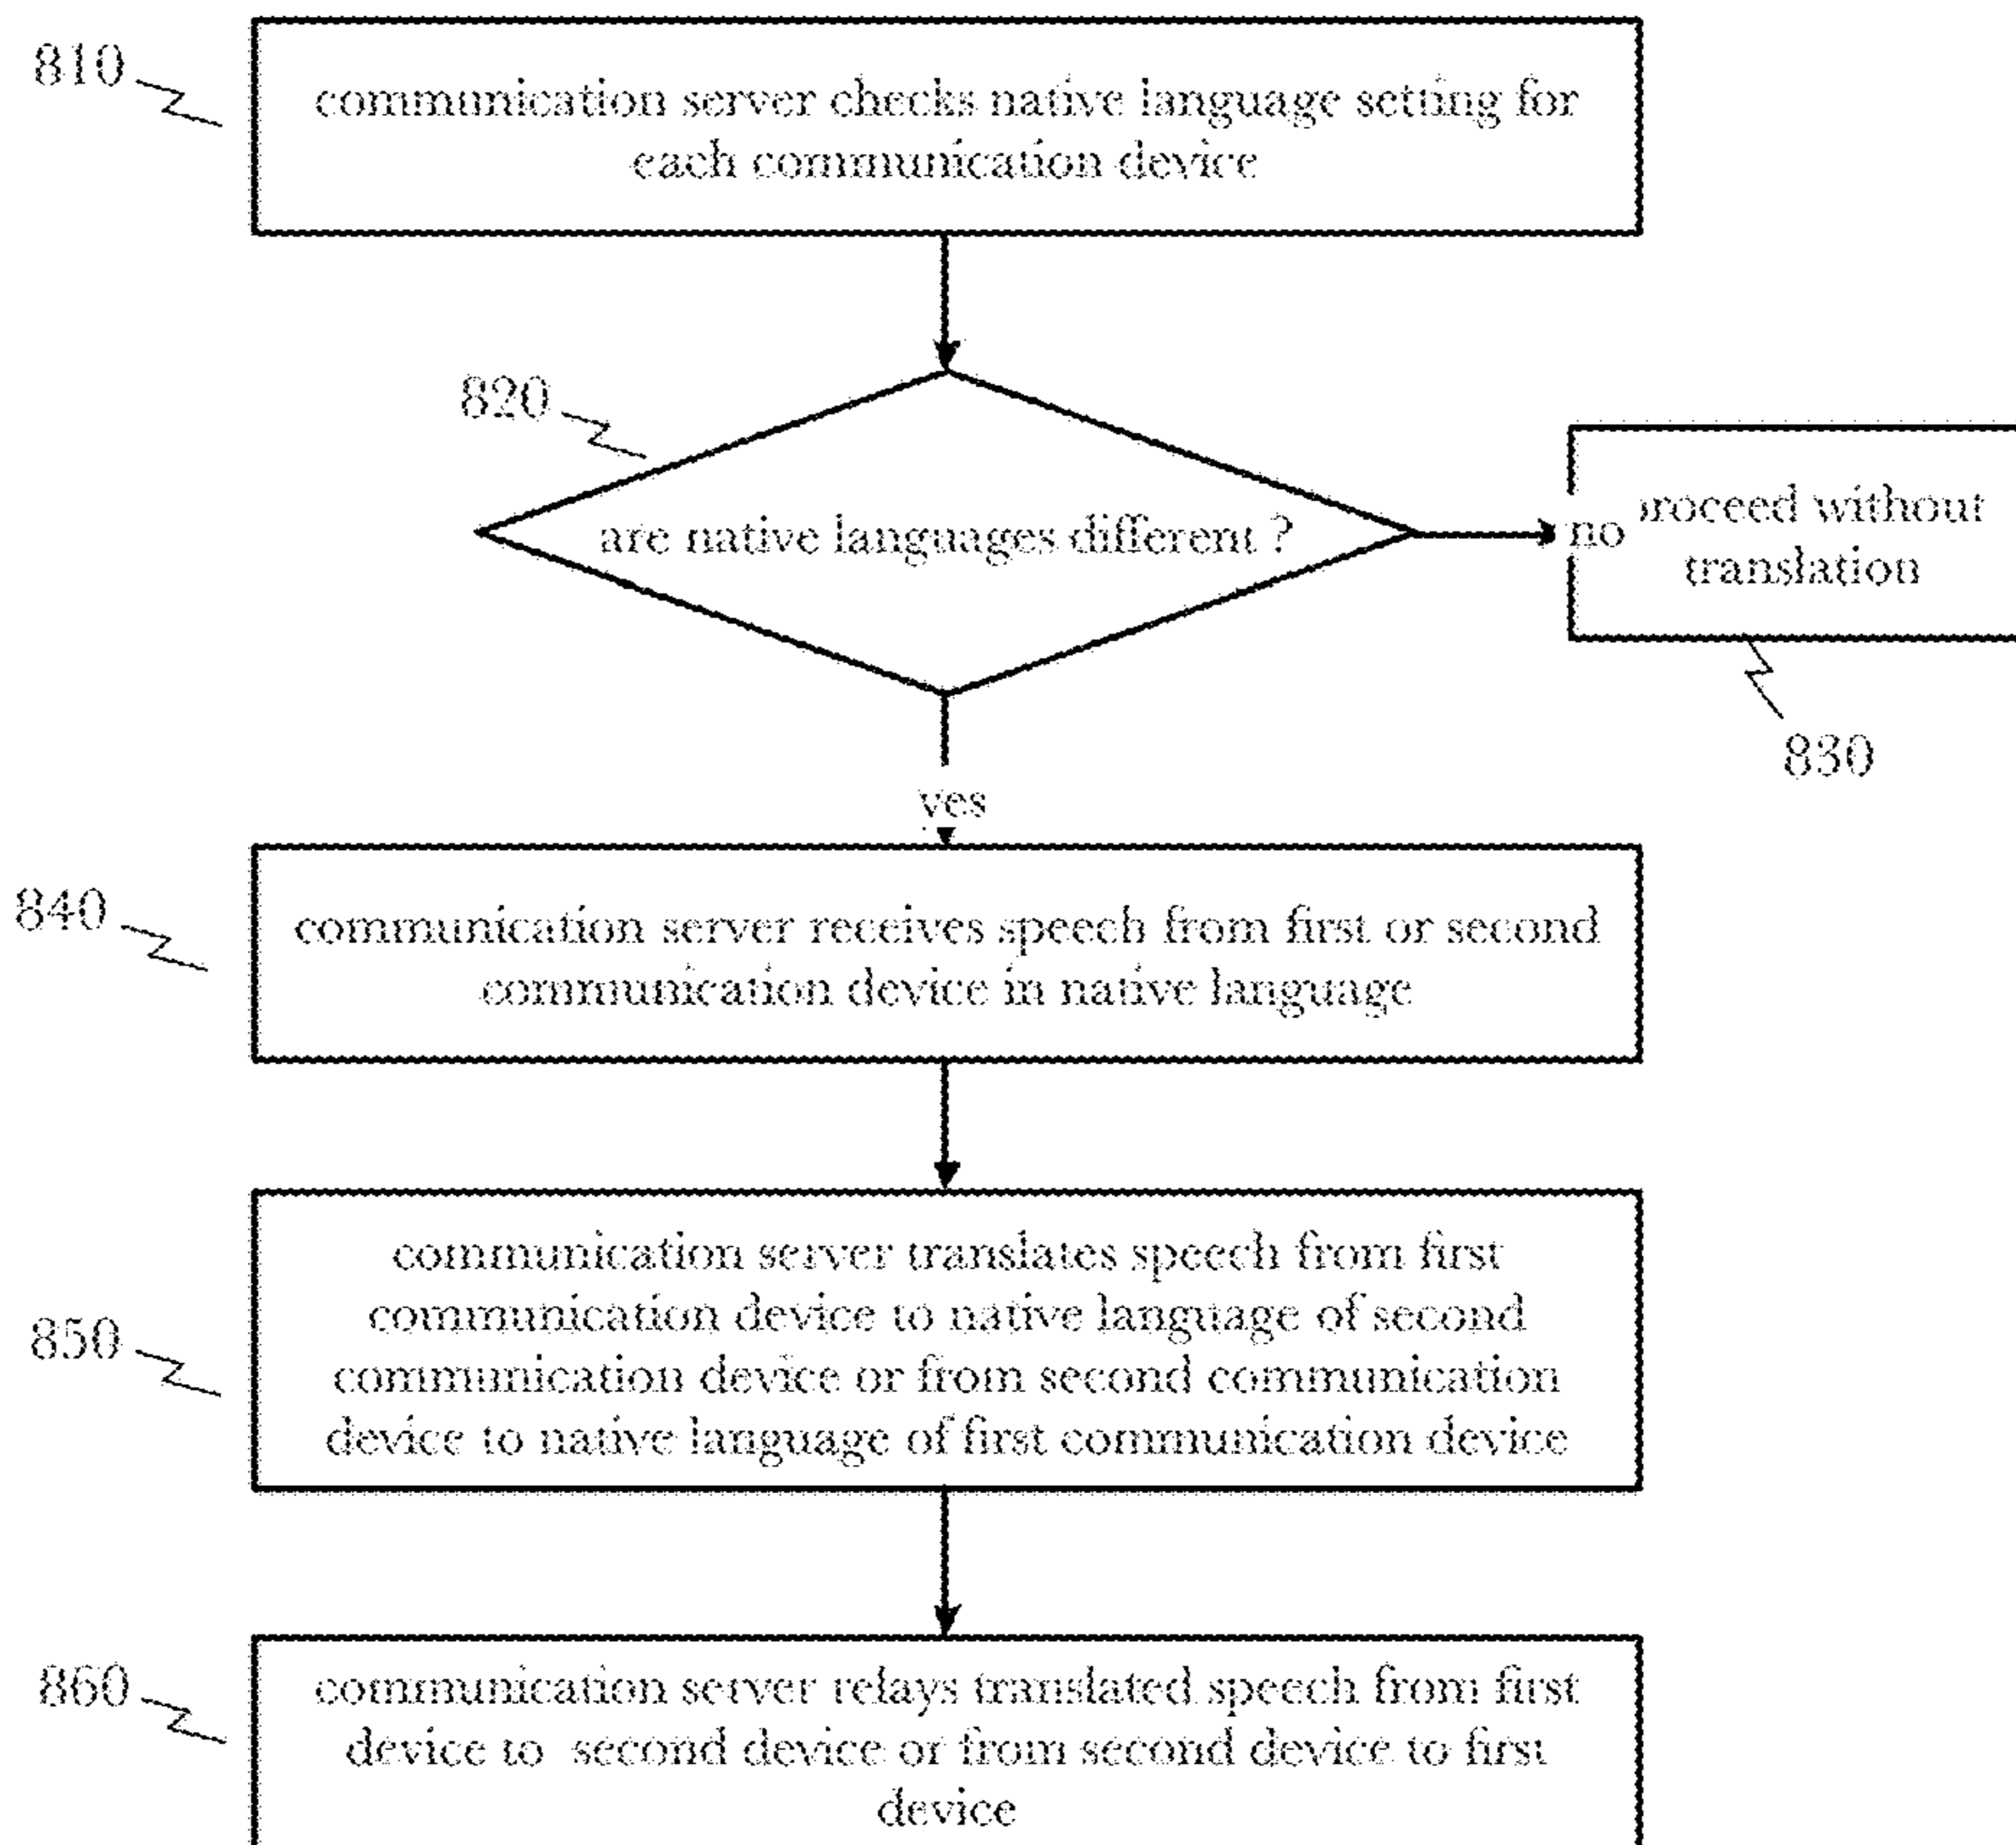 810
communication server checks native language setting for
each communication device
820
are native languages different ?
no
proceed without
translation
830
yes
840
communication server receives speech from first or second
communication device in native language
850
communication server translates speech from first
communication device to native language of second
communication device or from second communication
device to native language of first communication device
860
communication server relays translated speech from first
device to second device or from second device to first
device